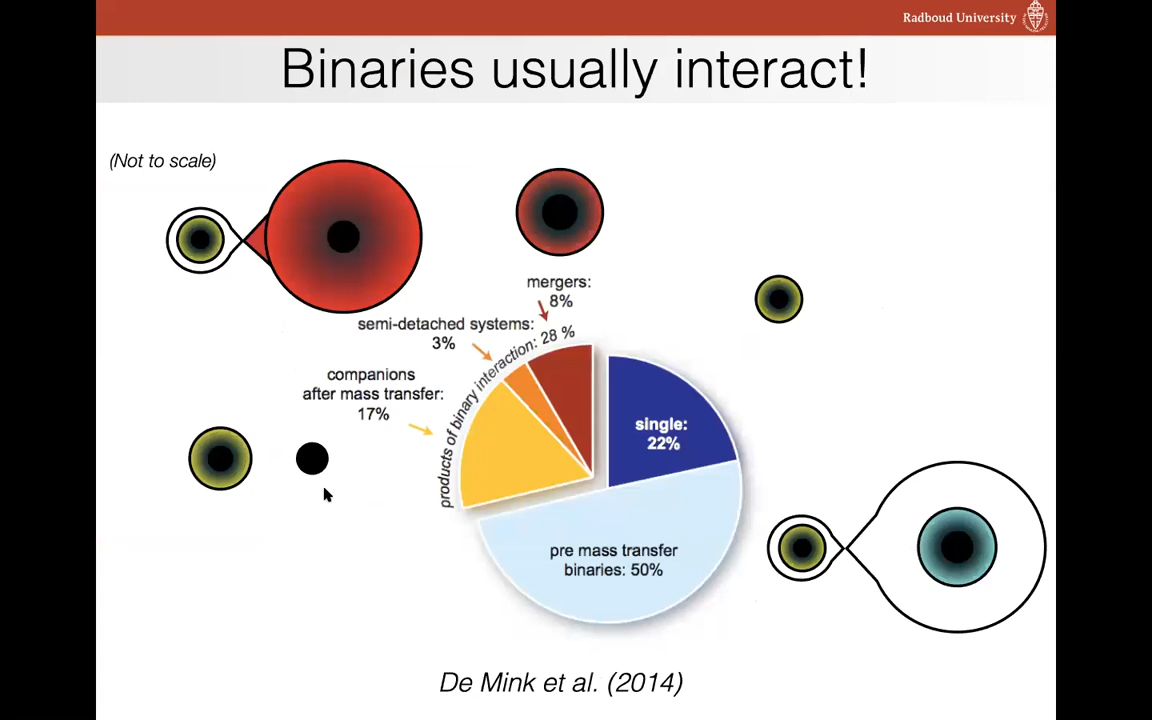 Radboud University
Binaries usually interact!
(Not to scale)
mergers:
8%
semi-detached systems:
3%
products of binary interaction: 28 %
companions
after mass transfer:
17%
single:
22%
pre mass transfer
binaries: 50%
De Mink et al. (2014)